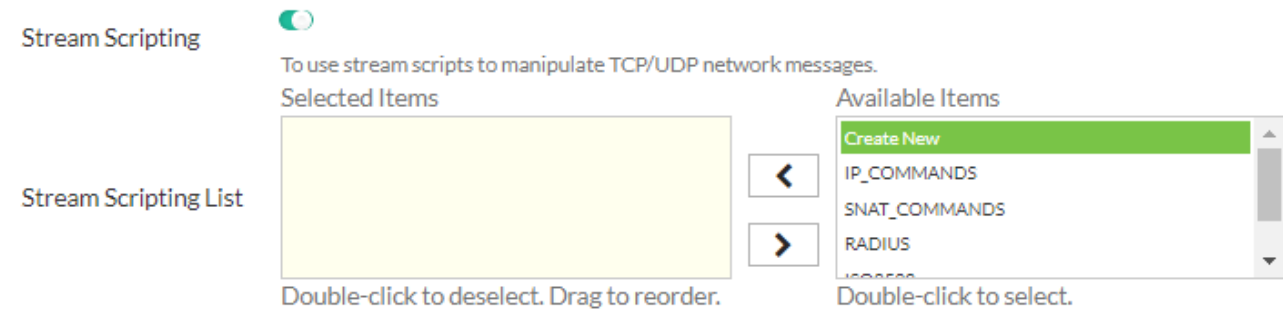 Stream Scripting
To use stream scripts to manipulate TCP/UDP network messages.
Selected Items
Available Items
Create New
IP_COMMANDS
SNAT_COMMANDS
RADIUS
Stream Scripting List
Double-click to deselect. Drag to reorder.
Double-click to select.